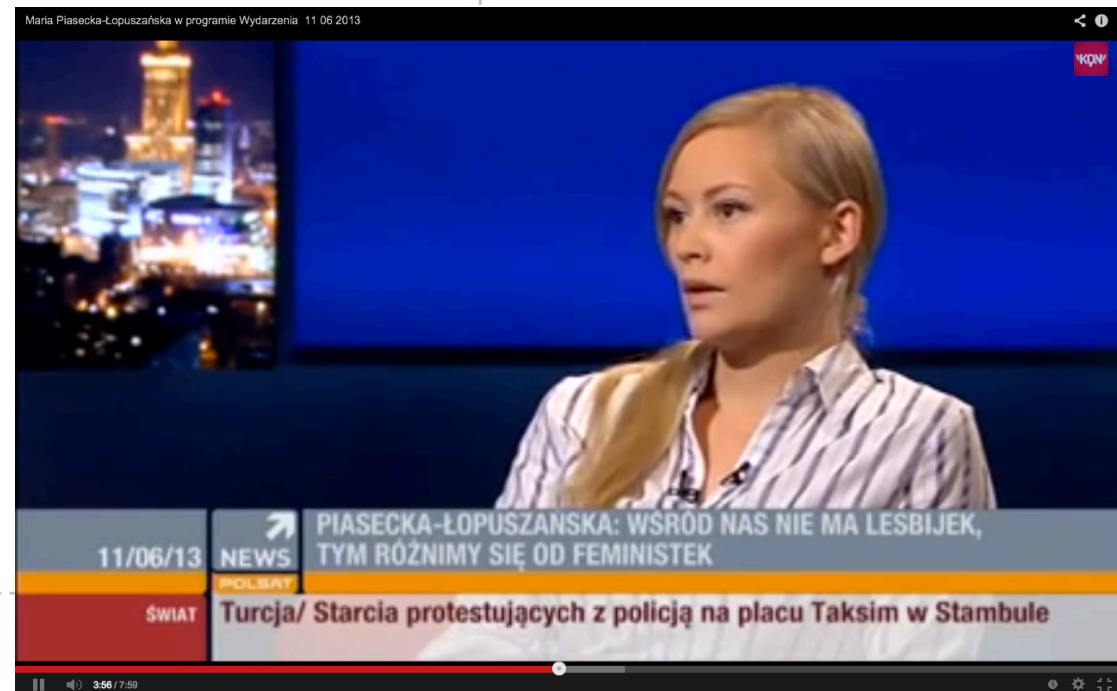 Maria Piasecka-Łopuszańska w programie Wydarzenia 11 06 2013
KON
PIASECKA-ŁOPUSZAŃSKA: WŚRÓD NAS NIE MA LESBIJEK,
TYM RÓŻNIMY SIĘ OD FEMINISTEK
11/06/13
NEWS
POLSAT
ŚWIAT
Turcja/ Starcia protestujących z policją na placu Taksim w Stambule
3:56 / 7:59